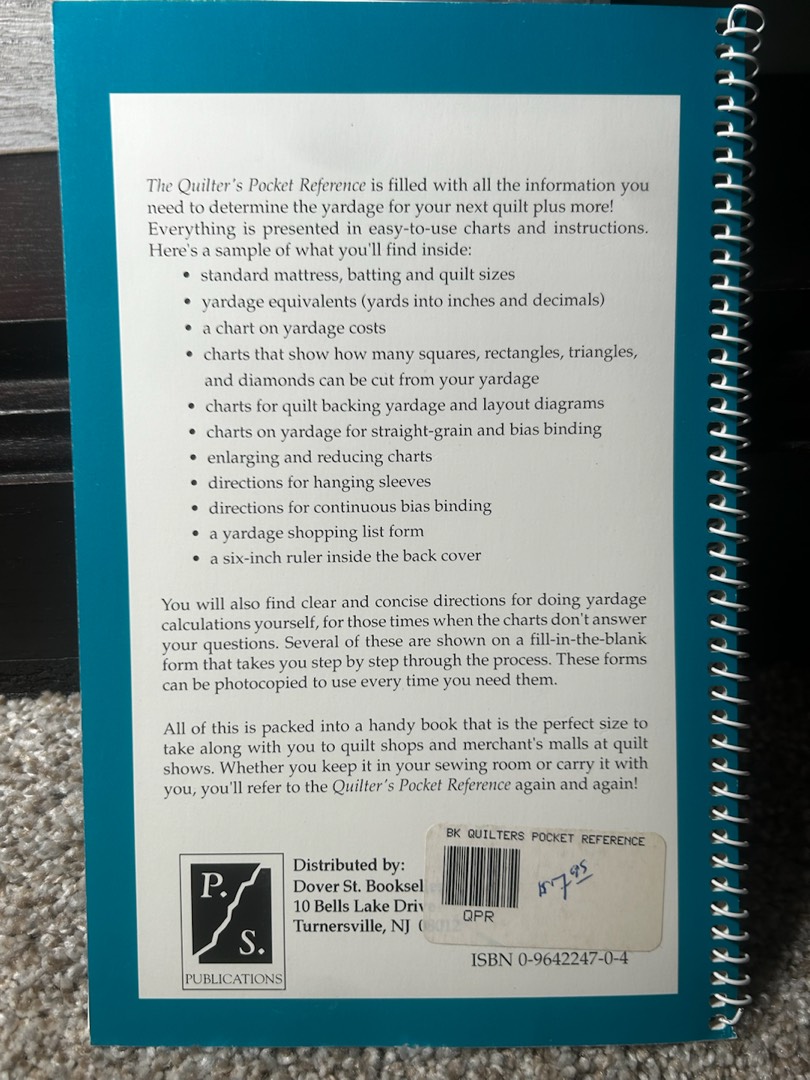 The Quilter's Pocket Reference is filled with all the information you
need to determine the yardage for your next quilt plus more!
Everything is presented in easy-to-use charts and instructions.
Here's a sample of what you'll find inside:
• standard mattress, batting and quilt sizes
• yardage equivalents (yards into inches and decimals)
• a chart on yardage costs
• charts that show how many squares, rectangles, triangles,
and diamonds can be cut from your yardage
• charts for quilt backing yardage and layout diagrams
• charts on yardage for straight-grain and bias binding
• enlarging and reducing charts
• directions for hanging sleeves
• directions for continuous bias binding
• a yardage shopping list form
• a six-inch ruler inside the back cover
You will also find clear and concise directions for doing yardage
calculations yourself, for those times when the charts don't answer
your questions. Several of these are shown on a fill-in-the-blank
form that takes you step by step through the process. These forms
can be photocopied to use every time you need them.
All of this is packed into a handy book that is the perfect size to
take along with you to quilt shops and merchant's malls at quilt
shows. Whether you keep it in your sewing room or carry it with
you, you'll refer to the Quilter's Pocket Reference again and again!
P.
S.
PUBLICATIONS
Distributed by:
Dover St.
10 Bells Lake
Turnersville, NJ
BK QUILTERS POCKET REFERENCE
7.95
QPR
ISBN 0-9642247-0-4